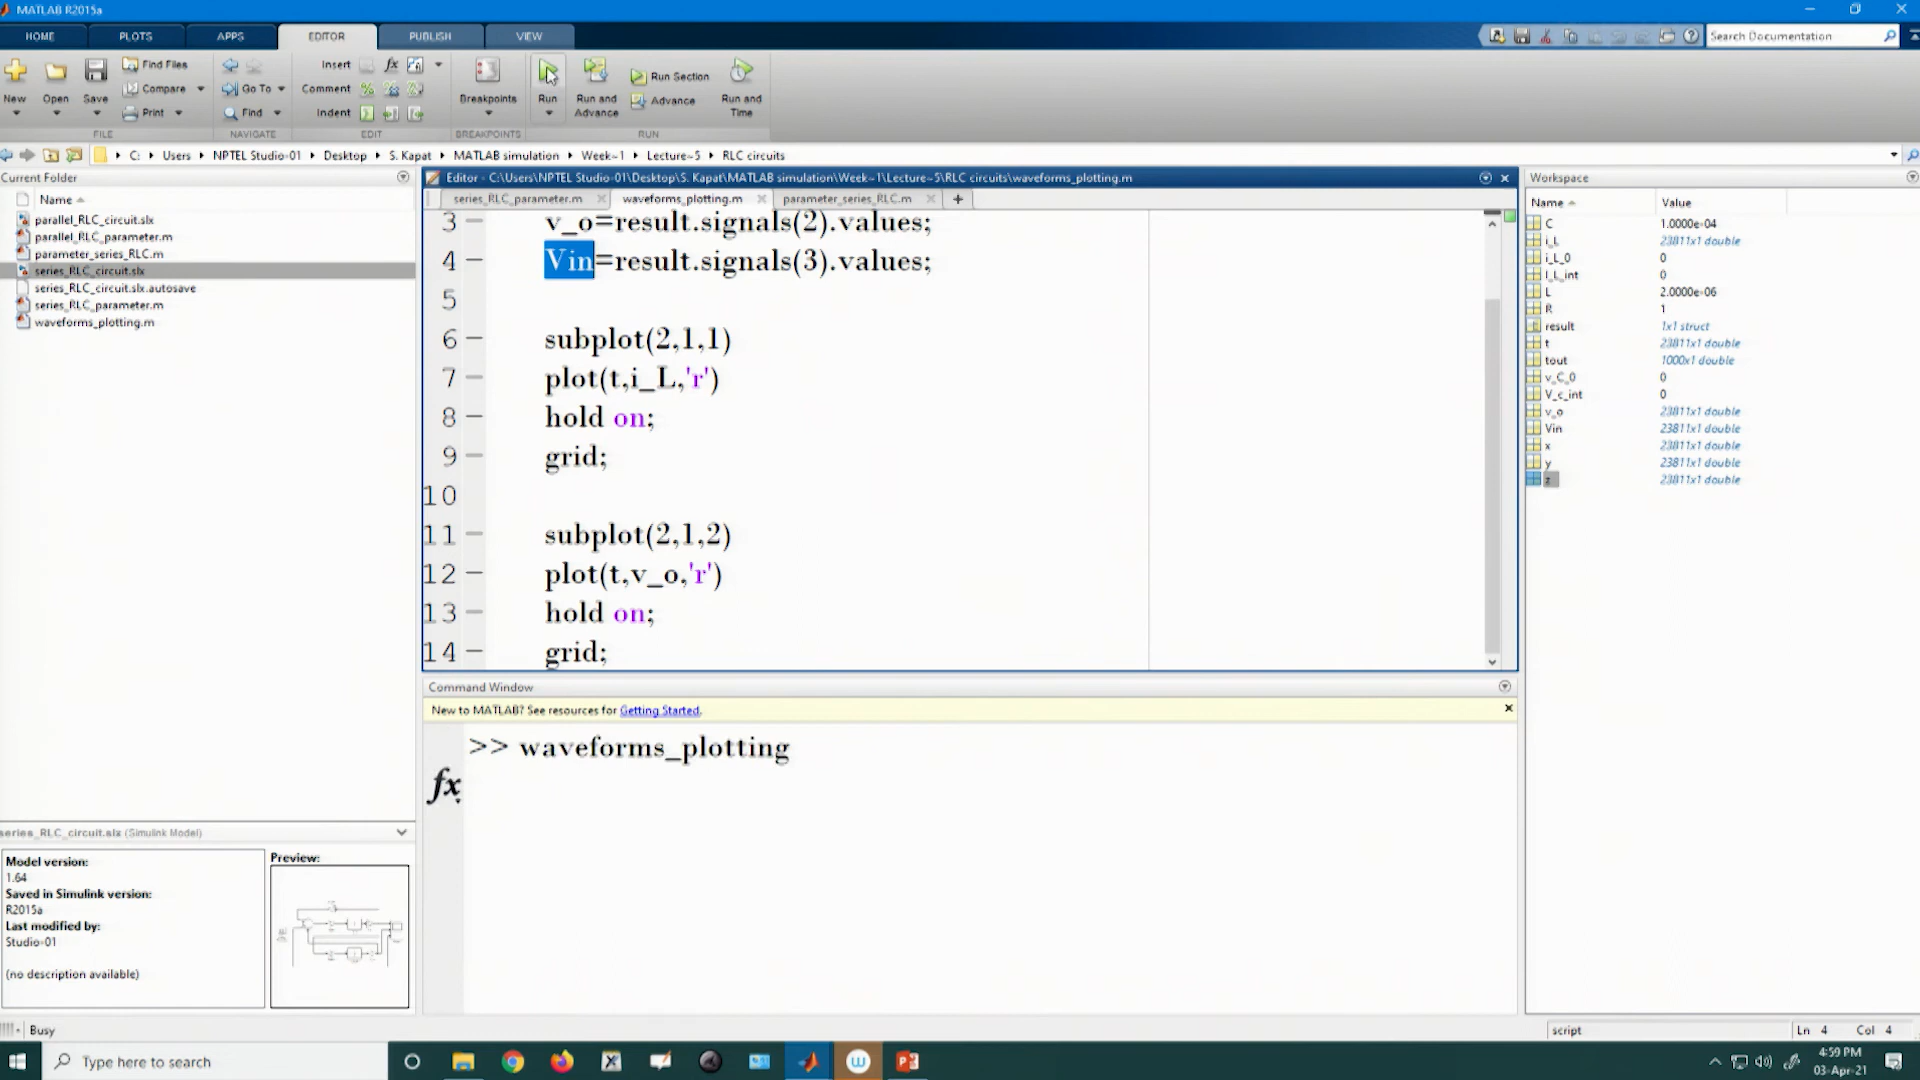 MATLAB R2015a
HOME PLOTS APPS EDITOR PUBLISH VIEW
Search Documentation
New Open Save Find Files Compare Print
Go To Find
Insert fx
Comment
Indent
Breakpoints Run Run and Advance Run Section Advance Run and Time
FILE NAVIGATE EDIT BREAKPOINTS RUN
C: Users NPTEL Studio-01 Desktop S. Kapat MATLAB simulation Week~1 Lecture~5 RLC circuits
Current Folder
Name
parallel_RLC_circuit.slx
parallel_RLC_parameter.m
parameter_series_RLC.m
series_RLC_circuit.slx
series_RLC_circuit.slx.autosave
series_RLC_parameter.m
waveforms_plotting.m
series_RLC_circuit.slx (Simulink Model)
Model version:
1.64
Saved in Simulink version:
R2015a
Last modified by:
Studio-01
(no description available)
Preview:
Editor - C:\Users\NPTEL Studio-01\Desktop\S. Kapat\MATLAB simulation\Week~1\Lecture~5\RLC circuits\waveforms_plotting.m
series_RLC_parameter.m waveforms_plotting.m parameter_series_RLC.m
3 – v_o=result.signals(2).values;
4 – Vin=result.signals(3).values;
5
6 – subplot(2,1,1)
7 – plot(t,i_L,'r')
8 – hold on;
9 – grid;
10
11 – subplot(2,1,2)
12 – plot(t,v_o,'r')
13 – hold on;
14 – grid;
Command Window
New to MATLAB? See resources for Getting Started.
>> waveforms_plotting
fx
Workspace
Name Value
C 1.0000e-04
i_L 23811x1 double
i_L_0 0
I_L_int 0
L 2.0000e-06
R 1
result 1x1 struct
t 23811x1 double
tout 1000x1 double
v_C_0 0
V_c_int 0
v_o 23811x1 double
Vin 23811x1 double
x 23811x1 double
y 23811x1 double
z 23811x1 double
Busy
script Ln 4 Col 4
Type here to search
4:59 PM
03-Apr-21